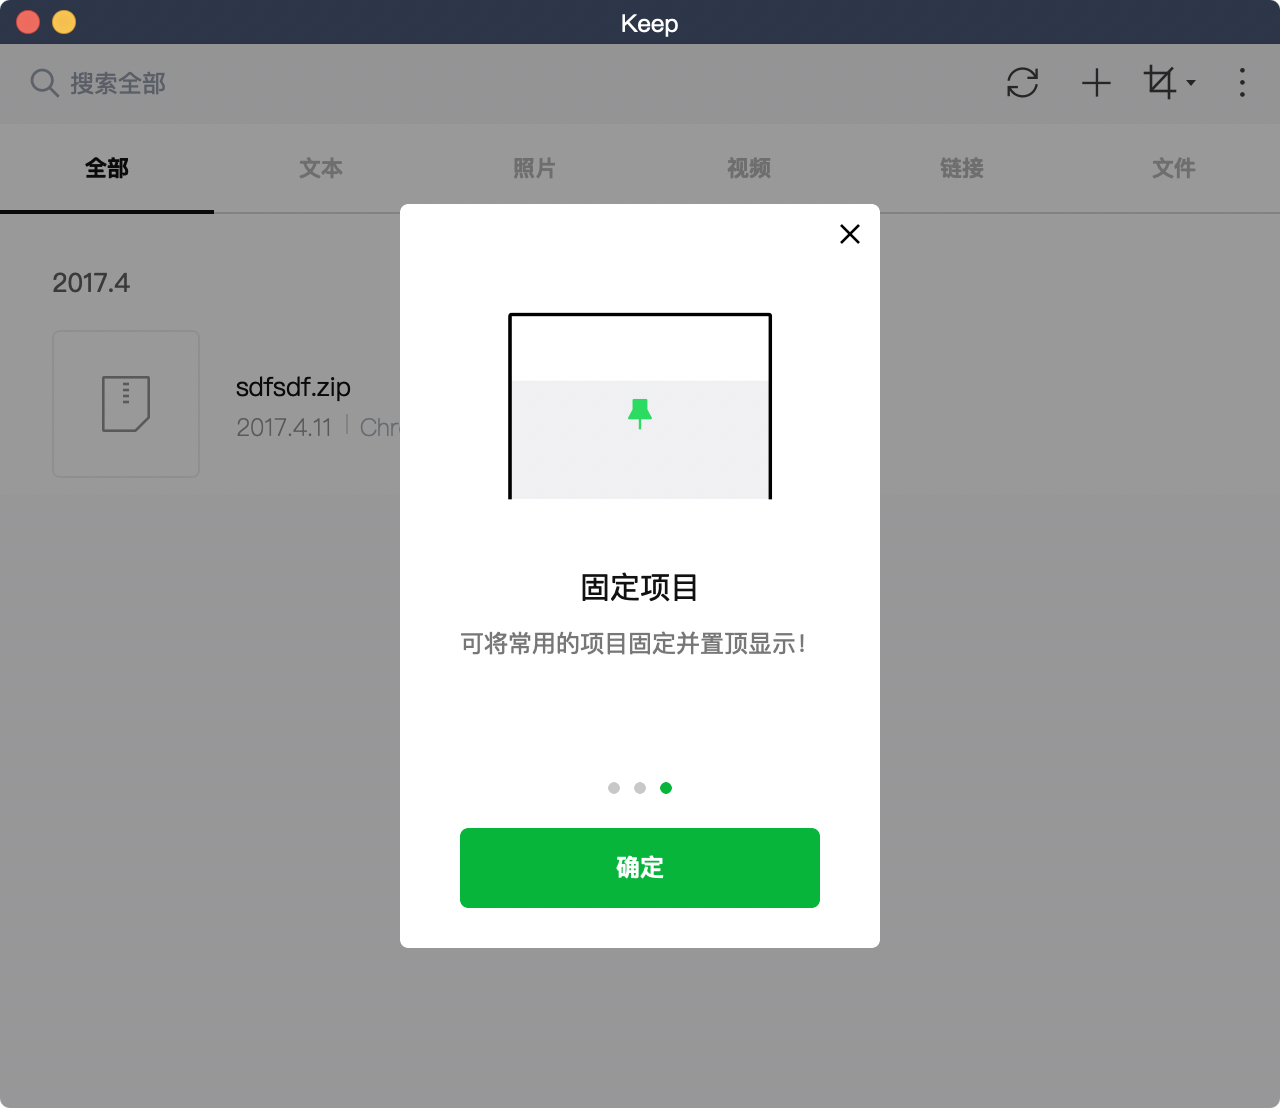 Keep
搜索全部
全部
文本
照片
视频
链接
文件
2017.4
sdfsdf.zip
2017.4.11
固定项目
可将常用的项目固定并置顶显示!
确定